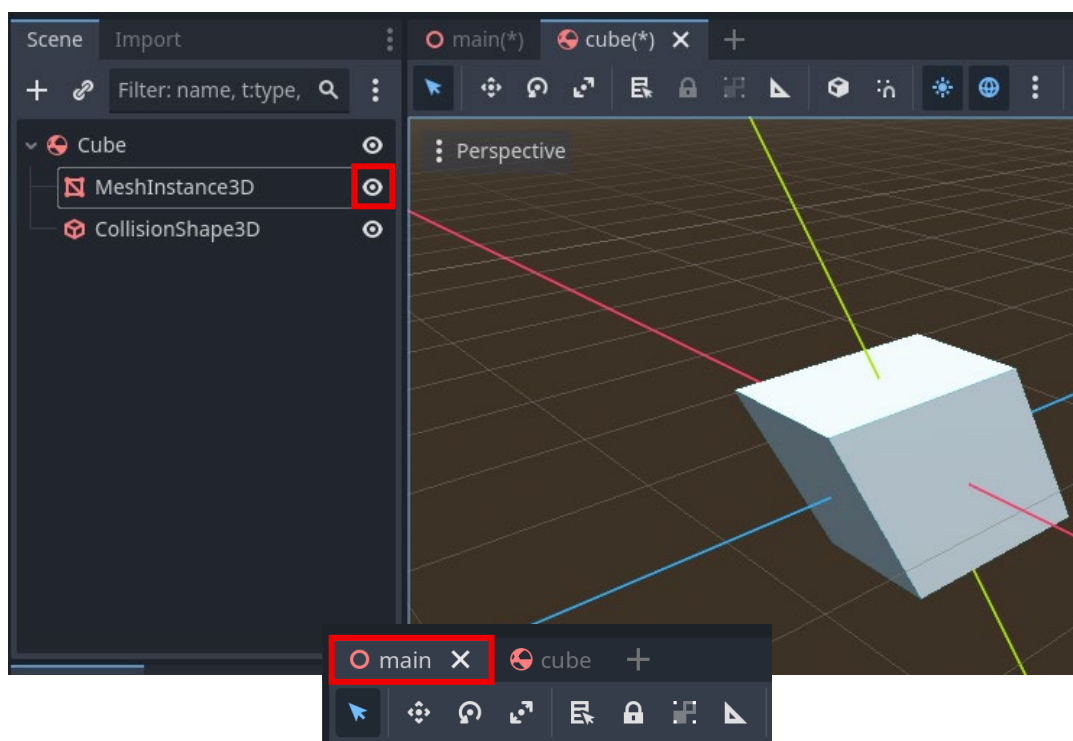 Scene Import
main(*) cube(*)
Filter: name, t:type,
Cube
MeshInstance3D
CollisionShape3D
Perspective
main cube